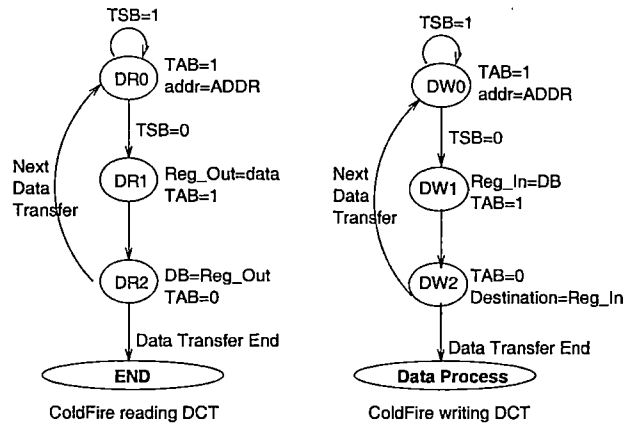 TSB=1
DR0
TAB=1
addr=ADDR
TSB=0
Next
Data
Transfer
DR1
Reg_Out=data
TAB=1
DR2
DB=Reg_Out
TAB=0
Data Transfer End
END
ColdFire reading DCT
TSB=1
DW0
TAB=1
addr=ADDR
TSB=0
Next
Data
Transfer
DW1
Reg_In=DB
TAB=1
DW2
TAB=0
Destination=Reg_In
Data Transfer End
Data Process
ColdFire writing DCT